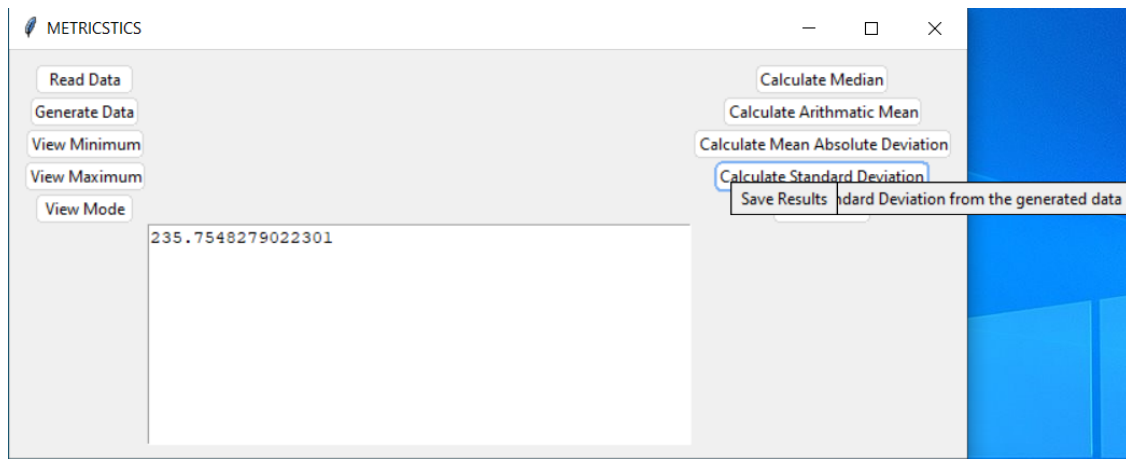 METRICSTICS
Read Data
Generate Data
View Minimum
View Maximum
View Mode
Calculate Median
Calculate Arithmatic Mean
Calculate Mean Absolute Deviation
Calculate Standard Deviation
Save Results
Deviation from the generated data
235.7548279022301